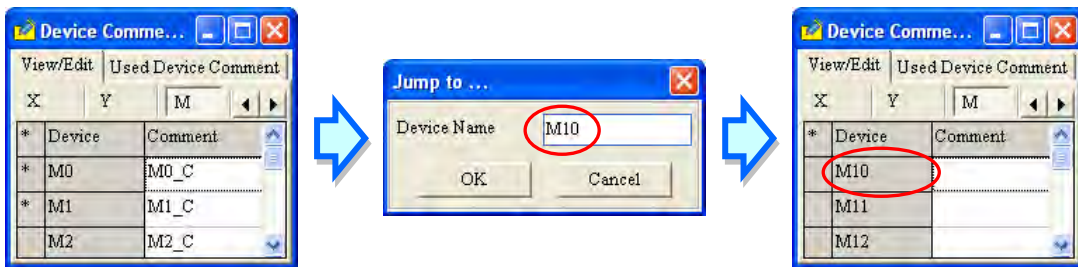 Device Comme...
View/Edit Used Device Comment
X Y M
* Device Comment
* M0 M0_C
* M1 M1_C
M2 M2_C
Jump to ...
Device Name M10
OK Cancel
Device Comme...
View/Edit Used Device Comment
X Y M
* Device Comment
M10
M11
M12